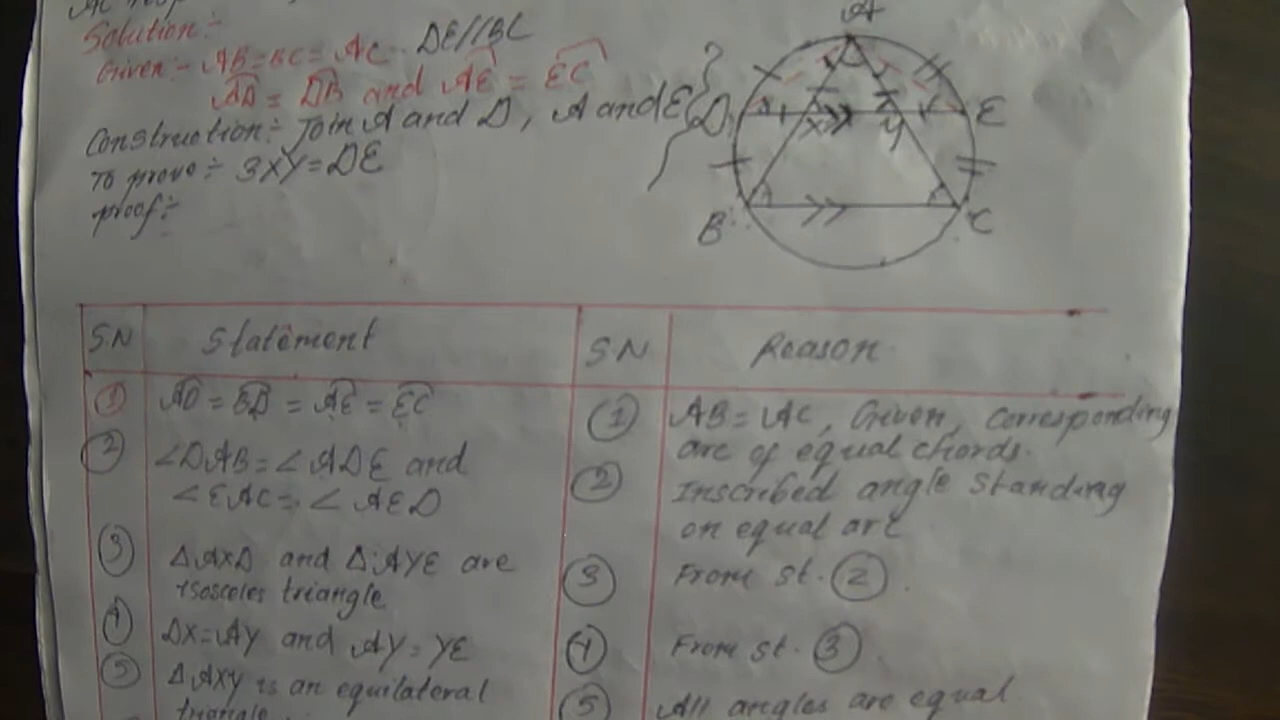 Solution:-
Given:- AB=BC=AC. DE//BC
AD = DB and AE = EC
Construction:- Join A and D, A and E
To prove:- 3XY=DE
proof:-
A
D
E
X
Y
B
C
S.N
Statement
S.N
Reason
① AD = BD = AE = EC
① AB=AC, Given, Corresponding
arc of equal chords.
② ∠DAB=∠ADE and
∠EAC=∠AED
② Inscribed angle standing
on equal arc
③ ΔAXD and ΔAYE are
isosceles triangle
③ From st. ②.
④ DX=AY and AY=YE
④ From st. ③
⑤ ΔAXY is an equilateral
triangle.
⑤ All angles are equal.